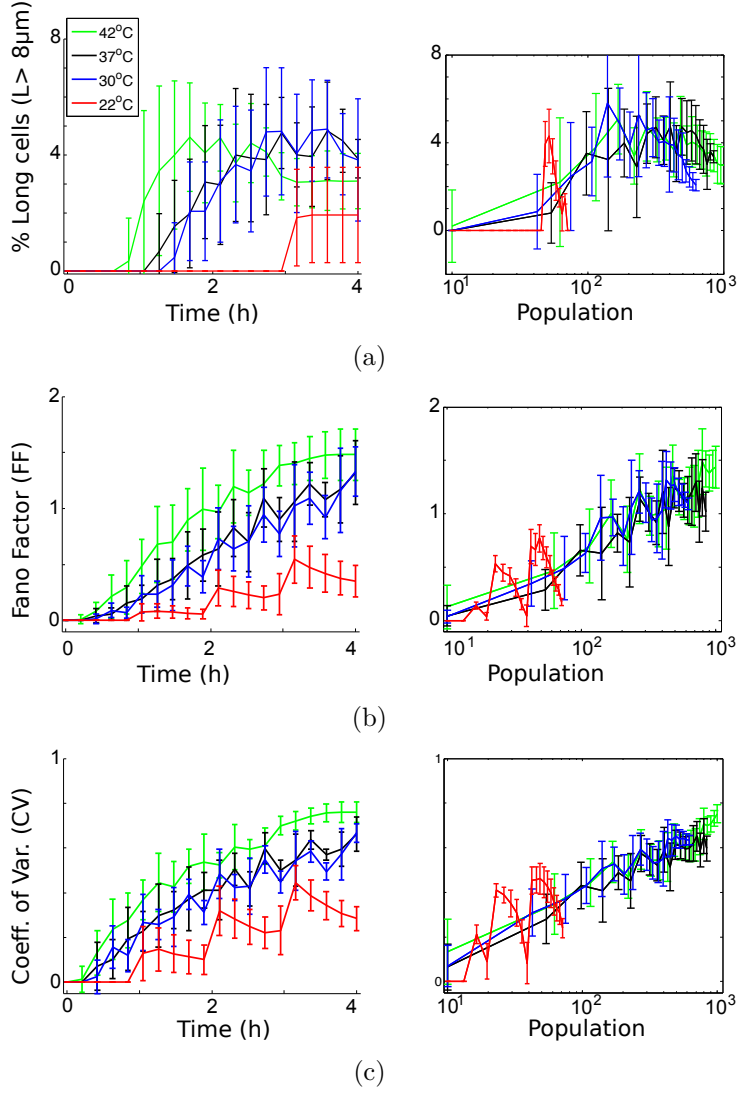 % Long cells (L> 8μm)
8
4
0
42°C
37°C
30°C
22°C
0
2
4
Time (h)
8
4
0
10^1
10^2
10^3
Population
(a)
Fano Factor (FF)
2
1
0
0
2
4
Time (h)
2
1
0
10^1
10^2
10^3
Population
(b)
Coeff. of Var. (CV)
1
0
0
2
4
Time (h)
1
0
10^1
10^2
10^3
Population
(c)